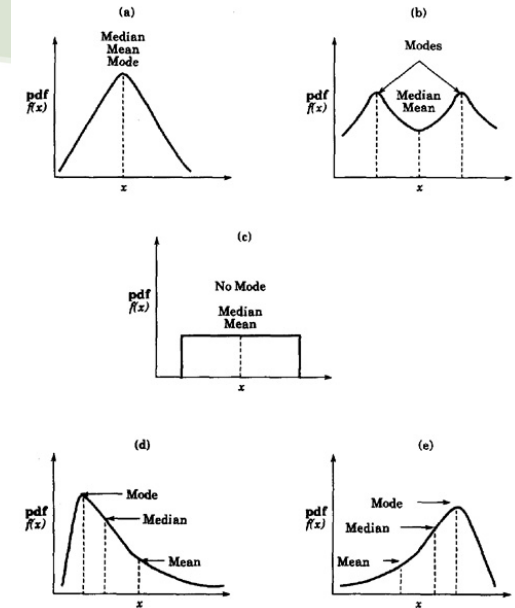 (a)
Median
Mean
Mode
pdf
f(x)
x
(b)
Modes
Median
Mean
pdf
f(x)
x
(c)
No Mode
Median
Mean
pdf
f(x)
x
(d)
Mode
Median
Mean
pdf
f(x)
x
(e)
Mode
Median
Mean
pdf
f(x)
x